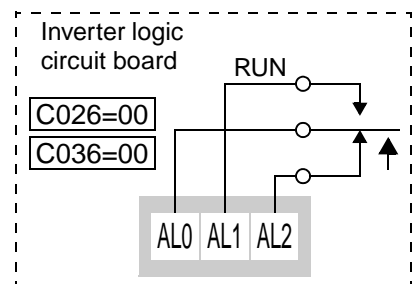 Inverter logic
circuit board
RUN
C026=00
C036=00
AL0 AL1 AL2